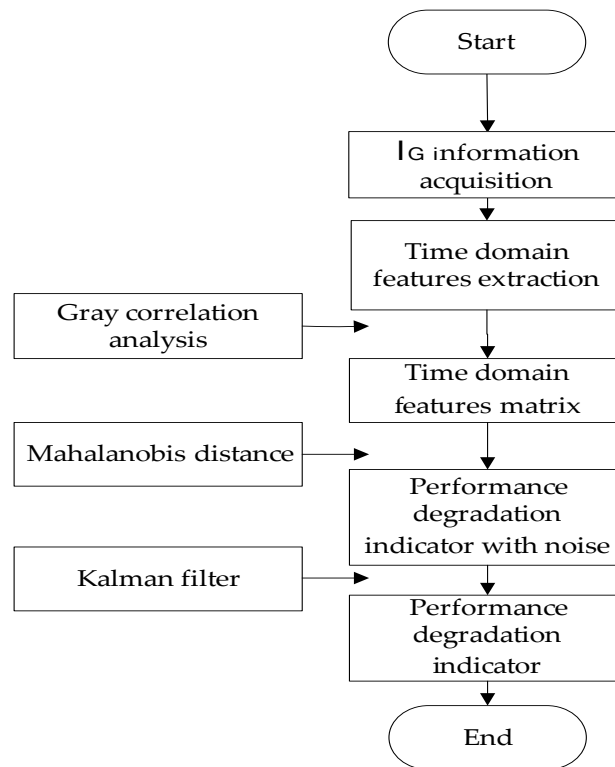 Start
IG information
acquisition
Time domain
features extraction
Gray correlation
analysis
Time domain
features matrix
Mahalanobis distance
Performance
degradation
indicator with noise
Kalman filter
Performance
degradation
indicator
End